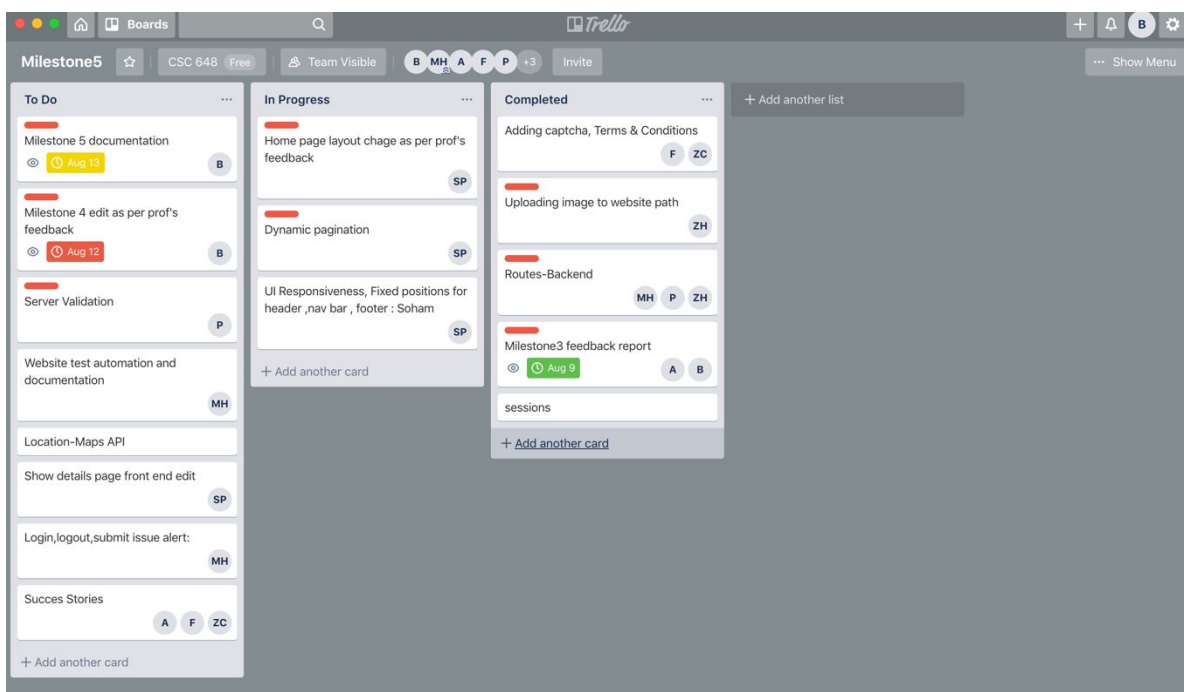 Boards
Trello
B
Milestone5
CSC 648 Free
Team Visible
B MH A F P +3
Invite
... Show Menu
To Do
Milestone 5 documentation
Aug 13
B
Milestone 4 edit as per prof's
feedback
Aug 12
B
Server Validation
P
Website test automation and
documentation
MH
Location-Maps API
Show details page front end edit
SP
Login,logout,submit issue alert:
MH
Succes Stories
A F ZC
+ Add another card
In Progress
Home page layout chage as per prof's
feedback
SP
Dynamic pagination
SP
UI Responsiveness, Fixed positions for
header ,nav bar , footer : Soham
SP
+ Add another card
Completed
Adding captcha, Terms & Conditions
F ZC
Uploading image to website path
ZH
Routes-Backend
MH P ZH
Milestone3 feedback report
Aug 9
A B
sessions
+ Add another card
+ Add another list